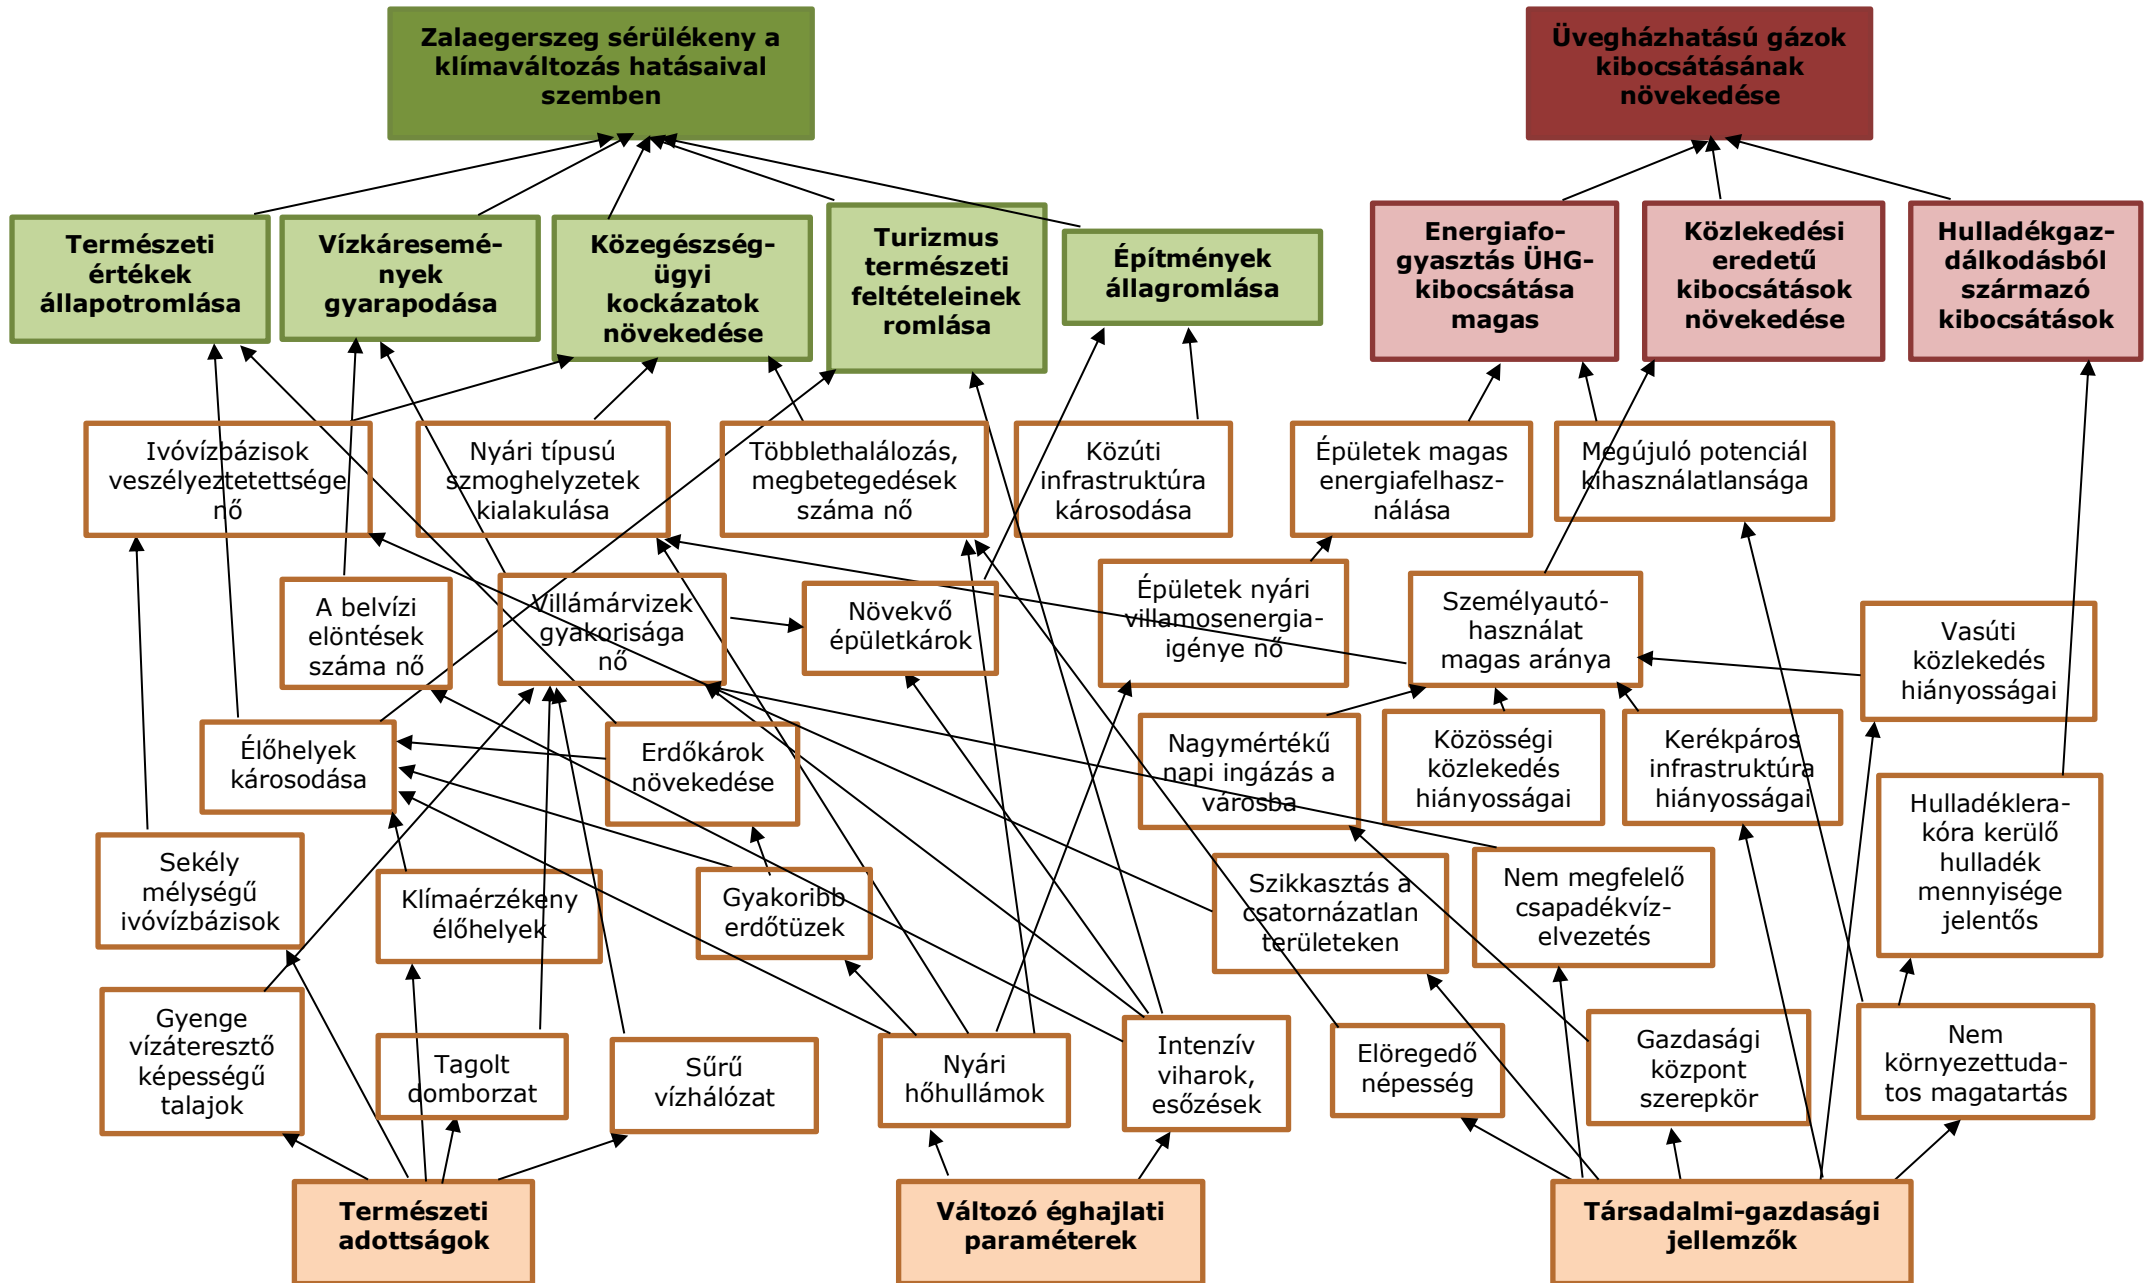 Zalaegerszeg sérülékeny a
klímaváltozás hatásaival
szemben
Üvegházhatású gázok
kibocsátásának
növekedése
Természeti
értékek
állapotromlása
Vízkáresemé-
nyek
gyarapodása
Közegészség-
ügyi
kockázatok
növekedése
Turizmus
természeti
feltételeinek
romlása
Építmények
állagromlása
Energiafo-
gyasztás ÜHG-
kibocsátása
magas
Közlekedési
eredetű
kibocsátások
növekedése
Hulladékgaz-
dálkodásból
származó
kibocsátások
Ivóvízbázisok
veszélyeztetettsége
nő
Nyári típusú
szmoghelyzetek
kialakulása
Többlethalálozás,
megbetegedések
száma nő
Közúti
infrastruktúra
károsodása
Épületek magas
energiafelhasz-
nálása
Megújuló potenciál
kihasználatlansága
A belvízi
elöntések
száma nő
Villámárvizek
gyakorisága
nő
Növekvő
épületkárok
Épületek nyári
villamosenergia-
igénye nő
Személyautó-
használat
magas aránya
Vasúti
közlekedés
hiányosságai
Élőhelyek
károsodása
Erdőkárok
növekedése
Nagymértékű
napi ingázás a
városba
Közösségi
közlekedés
hiányosságai
Kerékpáros
infrastruktúra
hiányosságai
Hulladéklera-
kóra kerülő
hulladék
mennyisége
jelentős
Sekély
mélységű
ivóvízbázisok
Klímaérzékeny
élőhelyek
Gyakoribb
erdőtüzek
Szikkasztás a
csatornázatlan
területeken
Nem megfelelő
csapadékvíz-
elvezetés
Gyenge
vízáteresztő
képességű
talajok
Tagolt
domborzat
Sűrű
vízhálózat
Nyári
hőhullámok
Intenzív
viharok,
esőzések
Elöregedő
népesség
Gazdasági
központ
szerepkör
Nem
környezettuda-
tos magatartás
Természeti
adottságok
Változó éghajlati
paraméterek
Társadalmi-gazdasági
jellemzők